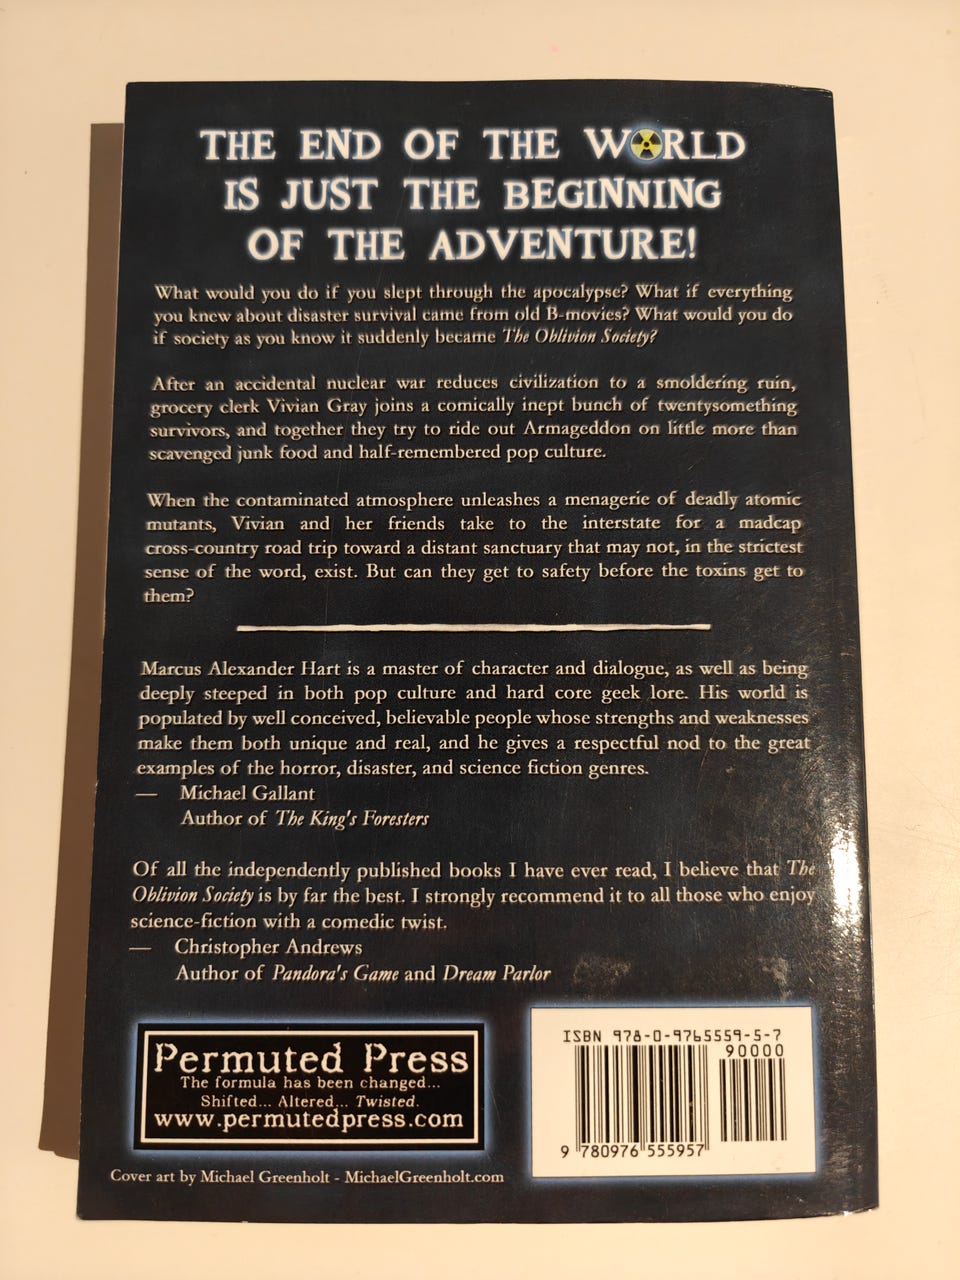 THE END OF THE WORLD
IS JUST THE BEGINNING
OF THE ADVENTURE!
What would you do if you slept through the apocalypse? What if everything
you knew about disaster survival came from old B-movies? What would you do
if society as you know it suddenly became The Oblivion Society?
After an accidental nuclear war reduces civilization to a smoldering ruin,
grocery clerk Vivian Gray joins a comically inept bunch of twentysomething
survivors, and together they try to ride out Armageddon on little more than
scavenged junk food and half-remembered pop culture.
When the contaminated atmosphere unleashes a menagerie of deadly atomic
mutants, Vivian and her friends take to the interstate for a madcap
cross-country road trip toward a distant sanctuary that may not, in the strictest
sense of the word, exist. But can they get to safety before the toxins get to
them?
Marcus Alexander Hart is a master of character and dialogue, as well as being
deeply steeped in both pop culture and hard core geek lore. His world is
populated by well conceived, believable people whose strengths and weaknesses
make them both unique and real, and he gives a respectful nod to the great
examples of the horror, disaster, and science fiction genres.
— Michael Gallant
Author of The King's Foresters
Of all the independently published books I have ever read, I believe that The
Oblivion Society is by far the best. I strongly recommend it to all those who enjoy
science-fiction with a comedic twist.
— Christopher Andrews
Author of Pandora's Game and Dream Parlor
Permuted Press
The formula has been changed...
Shifted... Altered... Twisted.
www.permutedpress.com
Cover art by Michael Greenholt - MichaelGreenholt.com
ISBN 978-0-9765559-5-7
90000
9 780976 555957